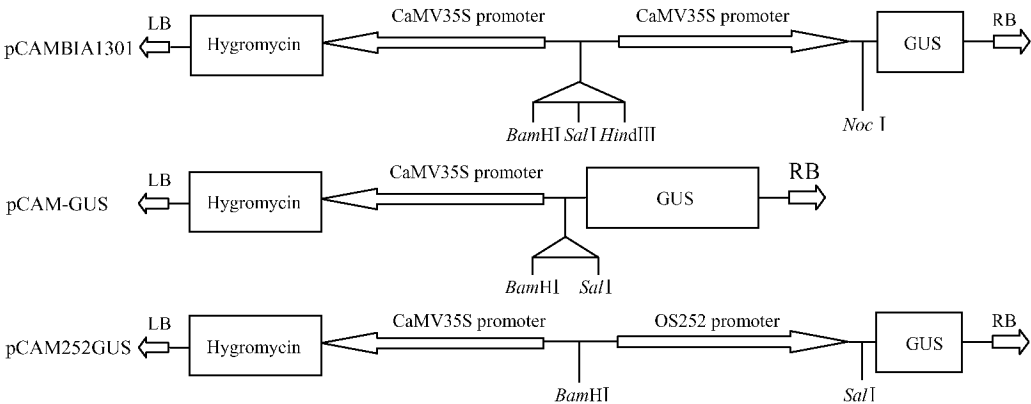 CaMV35S promoter CaMV35S promoter
LB RB
pCAMBIA1301 Hygromycin GUS
BamHⅠ SalⅠ HindⅢ NocⅠ
CaMV35S promoter
LB RB
pCAM-GUS Hygromycin GUS
BamHⅠ SalⅠ
CaMV35S promoter OS252 promoter
LB RB
pCAM252GUS Hygromycin GUS
BamHⅠ SalⅠ